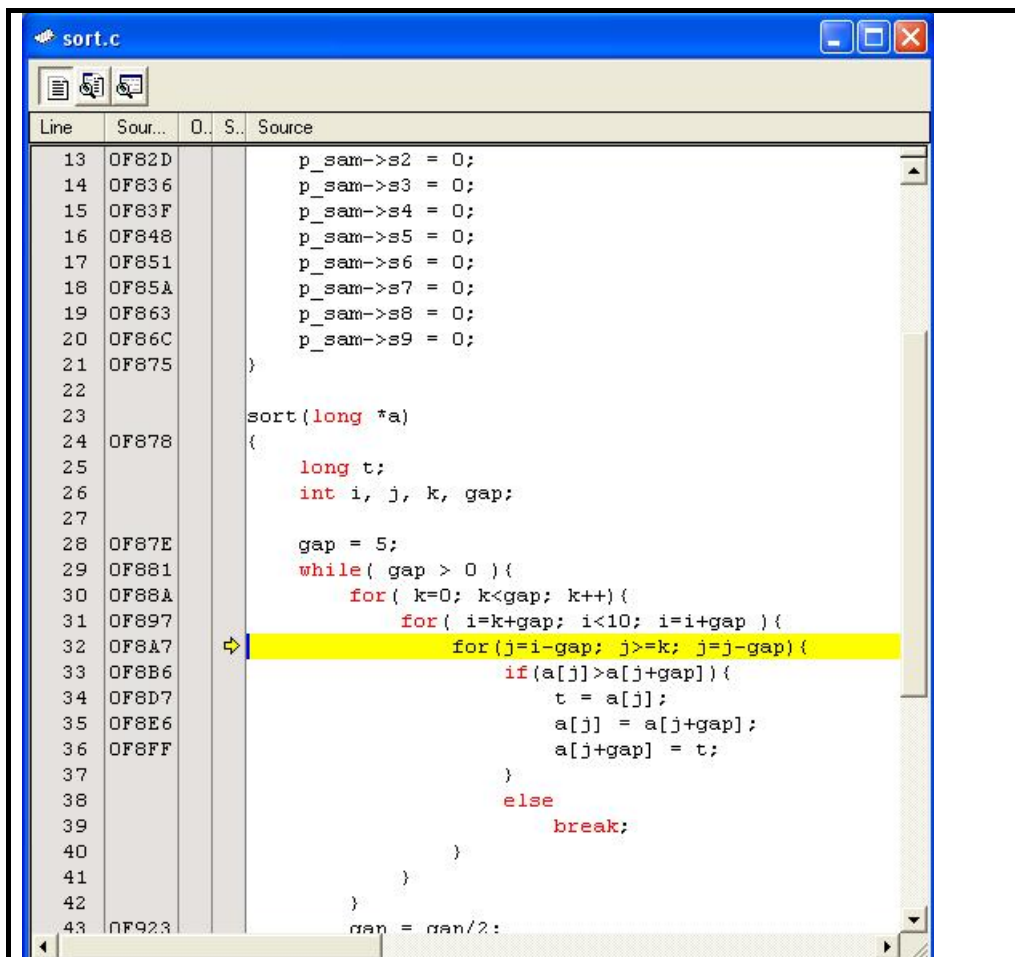 sort.c
Line Sour... O.. S.. Source
13 0F82D p_sam->s2 = 0;
14 0F836 p_sam->s3 = 0;
15 0F83F p_sam->s4 = 0;
16 0F848 p_sam->s5 = 0;
17 0F851 p_sam->s6 = 0;
18 0F85A p_sam->s7 = 0;
19 0F863 p_sam->s8 = 0;
20 0F86C p_sam->s9 = 0;
21 0F875 }
22
23 sort(long *a)
24 0F878 {
25 long t;
26 int i, j, k, gap;
27
28 0F87E gap = 5;
29 0F881 while( gap > 0 ){
30 0F88A for( k=0; k<gap; k++){
31 0F897 for( i=k+gap; i<10; i=i+gap ){
32 0F8A7 for(j=i-gap; j>=k; j=j-gap){
33 0F8B6 if(a[j]>a[j+gap]){
34 0F8D7 t = a[j];
35 0F8E6 a[j] = a[j+gap];
36 0F8FF a[j+gap] = t;
37 }
38 else
39 break;
40 }
41 }
42 }
43 0F923 gap = gap/2;